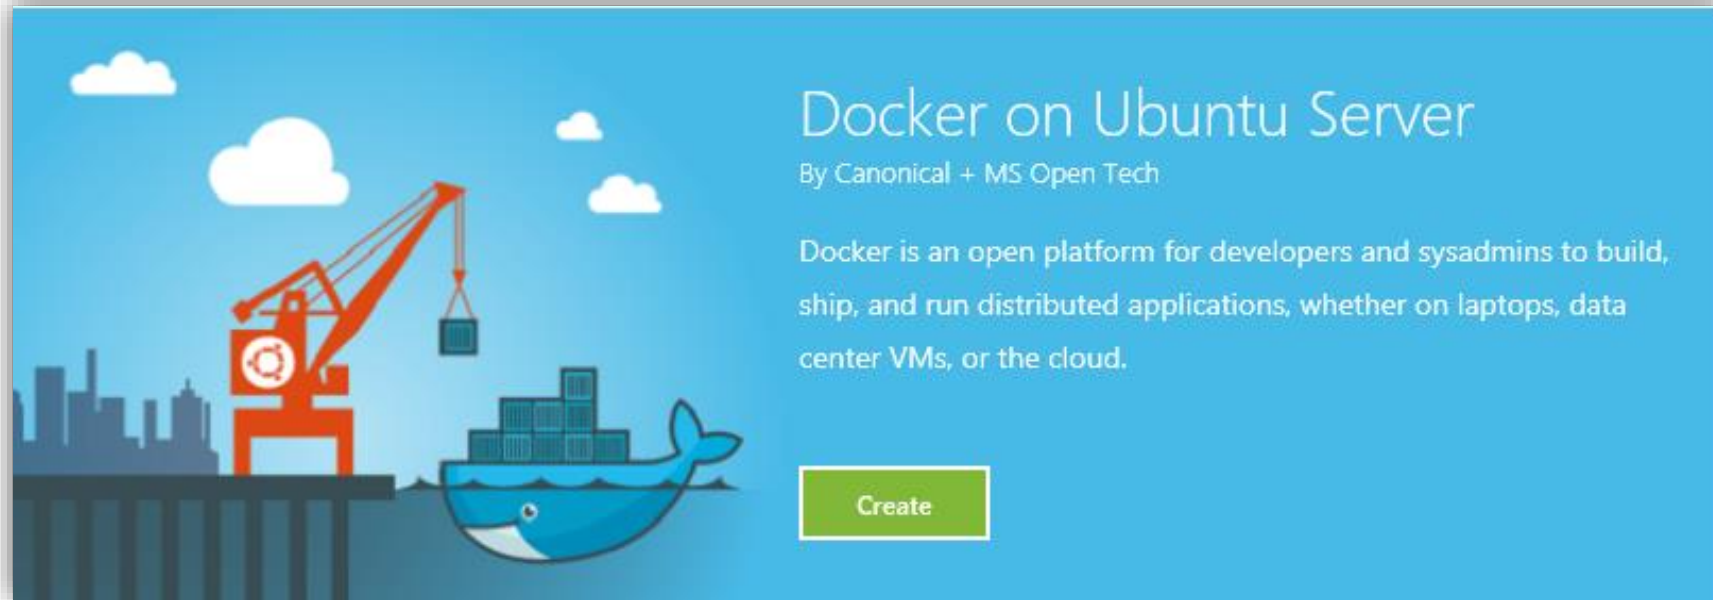 Docker on Ubuntu Server
By Canonical + MS Open Tech
Docker is an open platform for developers and sysadmins to build,
ship, and run distributed applications, whether on laptops, data
center VMs, or the cloud.
Create